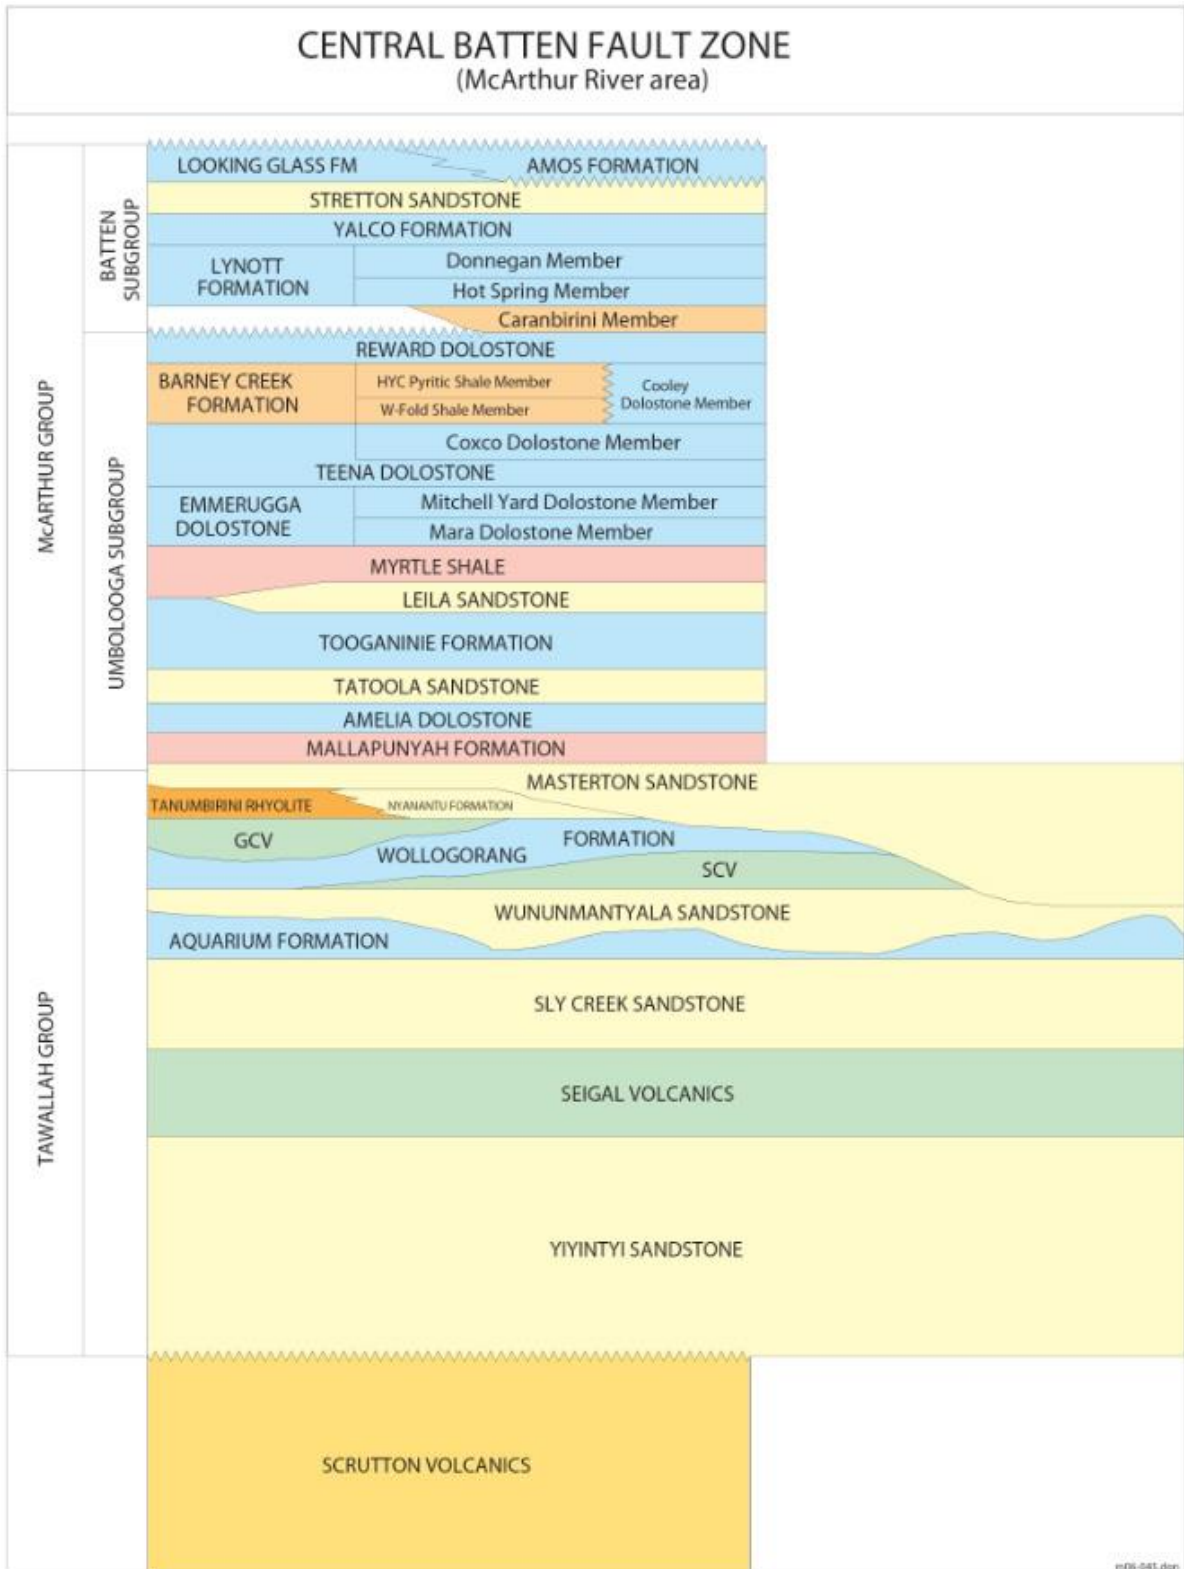 CENTRAL BATTEN FAULT ZONE
(McArthur River area)
McARTHUR GROUP
BATTEN
SUBGROUP
LOOKING GLASS FM
AMOS FORMATION
STRETTON SANDSTONE
YALCO FORMATION
LYNOTT
FORMATION
Donnegan Member
Hot Spring Member
Caranbirini Member
UMBOLOOGA SUBGROUP
REWARD DOLOSTONE
BARNEY CREEK
FORMATION
HYC Pyritic Shale Member
W-Fold Shale Member
Cooley
Dolostone Member
Coxco Dolostone Member
TEENA DOLOSTONE
EMMERUGGA
DOLOSTONE
Mitchell Yard Dolostone Member
Mara Dolostone Member
MYRTLE SHALE
LEILA SANDSTONE
TOOGANINIE FORMATION
TATOOLA SANDSTONE
AMELIA DOLOSTONE
MALLAPUNYAH FORMATION
TAWALLAH GROUP
MASTERTON SANDSTONE
TANUMBIRINI RHYOLITE
NYANANTU FORMATION
GCV
WOLLOGORANG
FORMATION
SCV
WUNUNMANTYALA SANDSTONE
AQUARIUM FORMATION
SLY CREEK SANDSTONE
SEIGAL VOLCANICS
YIYINTYI SANDSTONE
SCRUTTON VOLCANICS